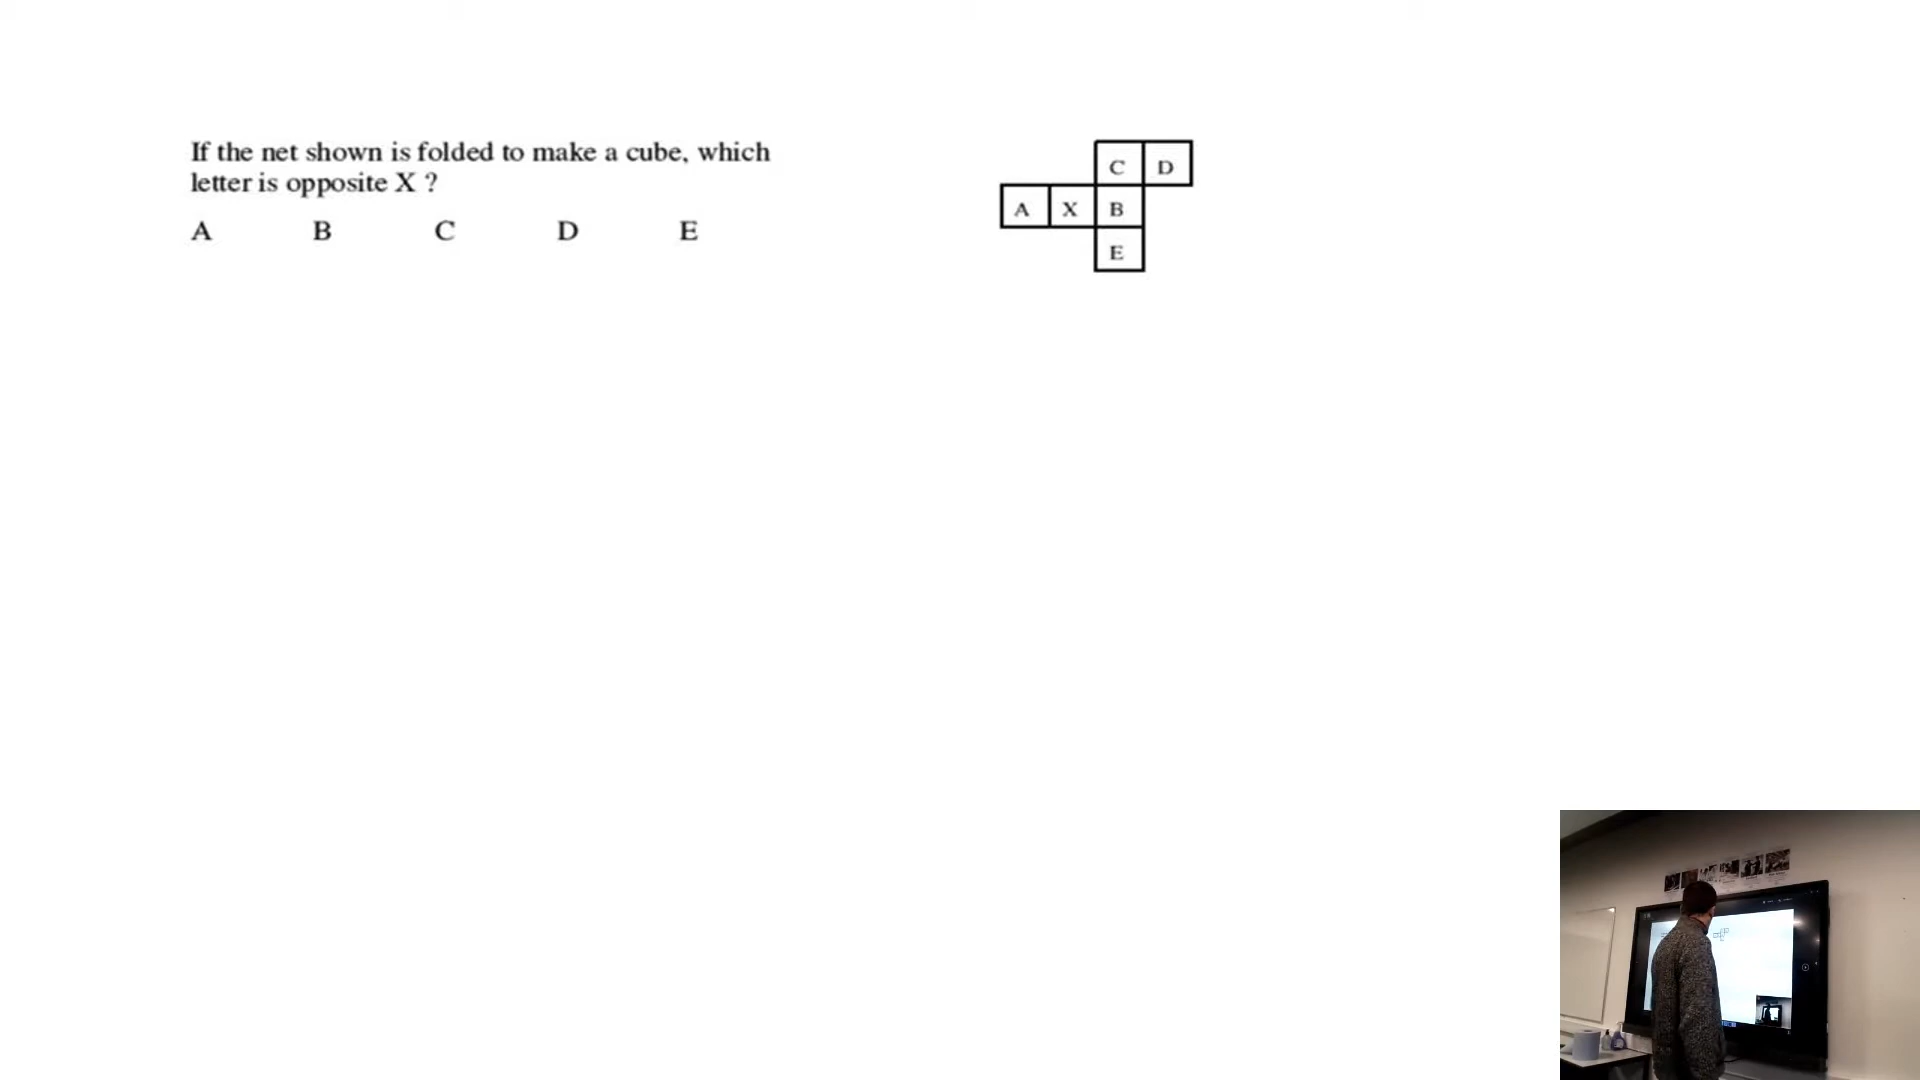 If the net shown is folded to make a cube, which
letter is opposite X ?
A B C D E
C D
A X B
E